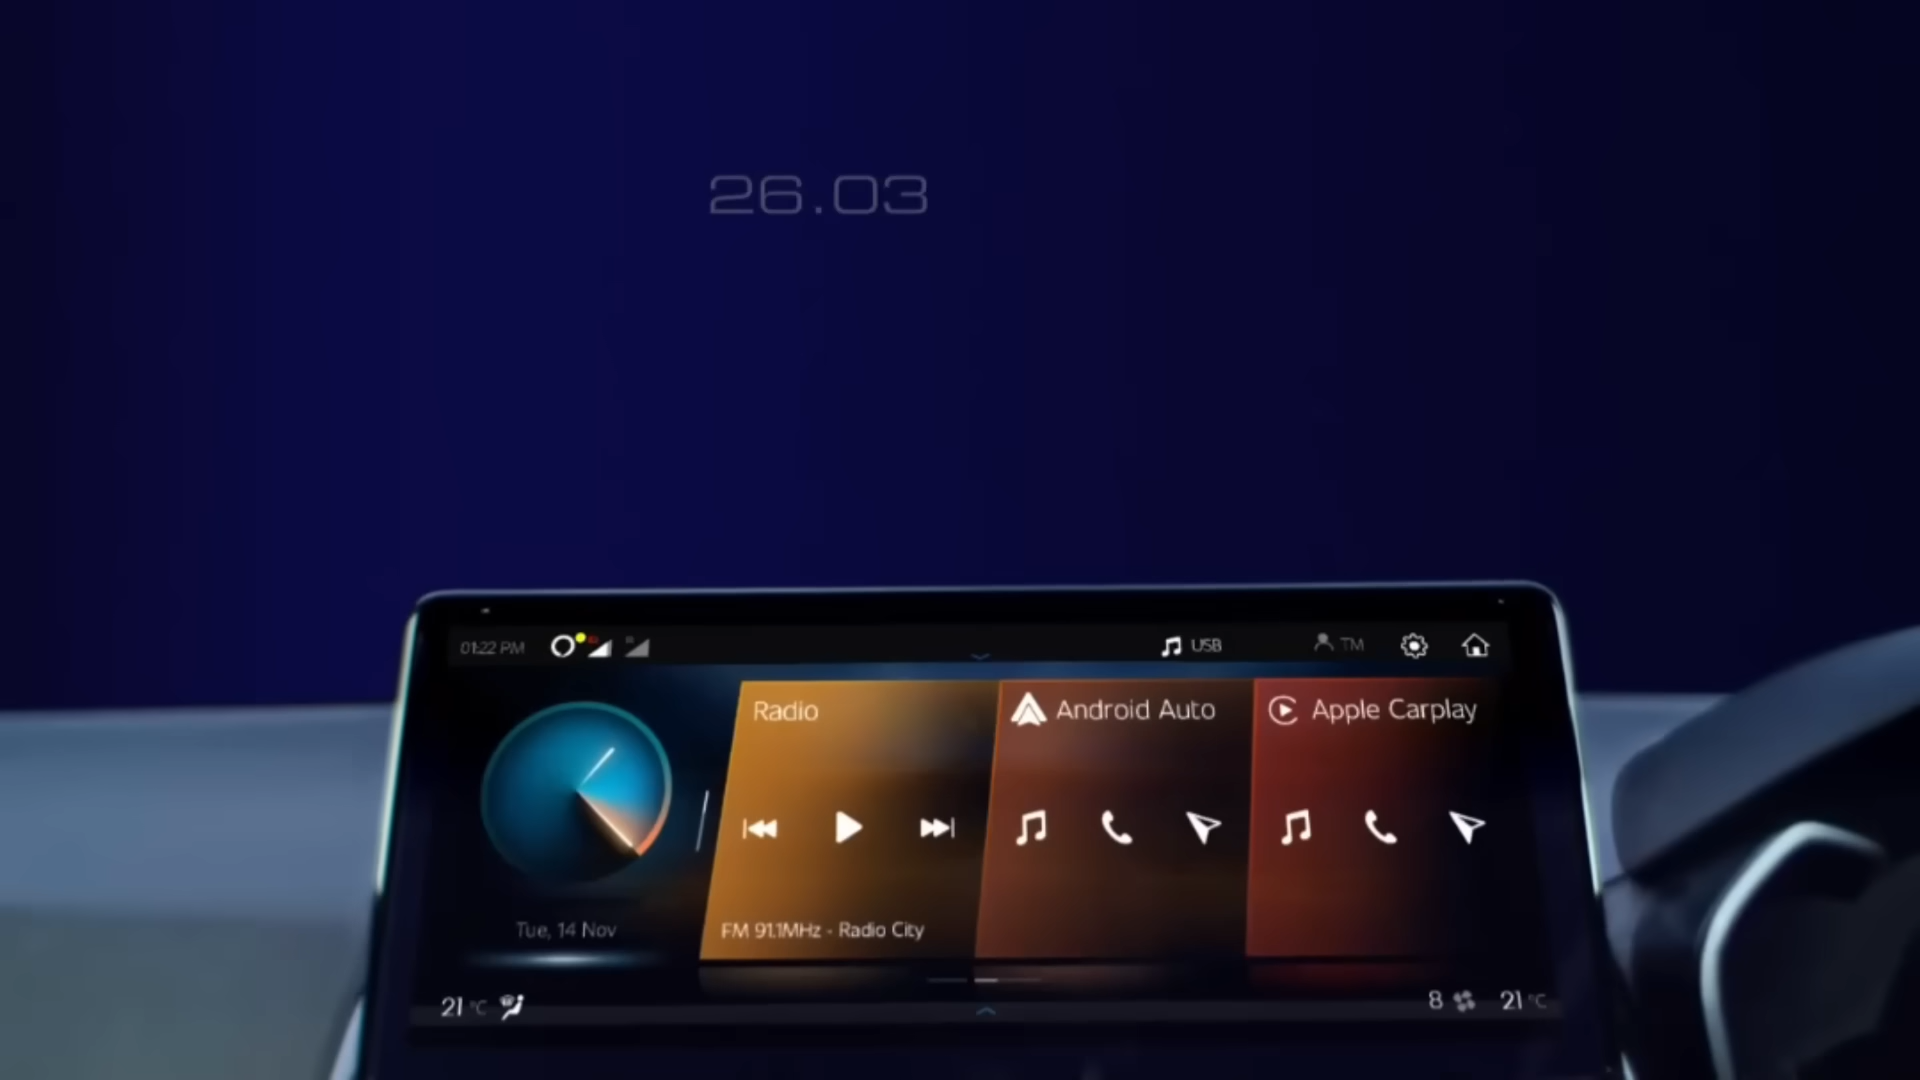 26.03
01:22 PM
USB
TM
Radio
Android Auto
Apple Carplay
Tue, 14 Nov
FM 91.1MHz - Radio City
21 °C
8
21 °C